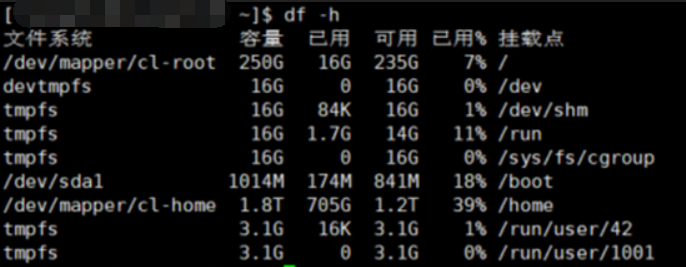 [ ~]$ df -h
文件系统 容量 已用 可用 已用% 挂载点
/dev/mapper/cl-root 250G 16G 235G 7% /
devtmpfs 16G 0 16G 0% /dev
tmpfs 16G 84K 16G 1% /dev/shm
tmpfs 16G 1.7G 14G 11% /run
tmpfs 16G 0 16G 0% /sys/fs/cgroup
/dev/sda1 1014M 174M 841M 18% /boot
/dev/mapper/cl-home 1.8T 705G 1.2T 39% /home
tmpfs 3.1G 16K 3.1G 1% /run/user/42
tmpfs 3.1G 0 3.1G 0% /run/user/1001